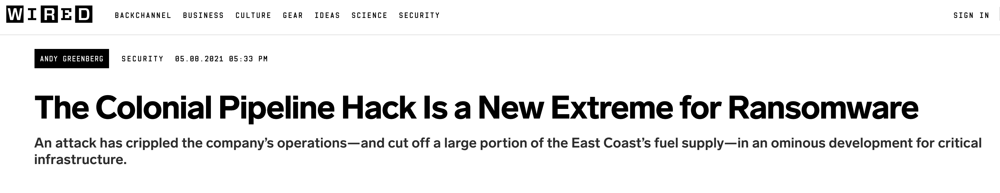 WIRED BACKCHANNEL BUSINESS CULTURE GEAR IDEAS SCIENCE SECURITY SIGN IN
ANDY GREENBERG SECURITY 05.08.2021 05:33 PM
The Colonial Pipeline Hack Is a New Extreme for Ransomware
An attack has crippled the company’s operations—and cut off a large portion of the East Coast’s fuel supply—in an ominous development for critical
infrastructure.